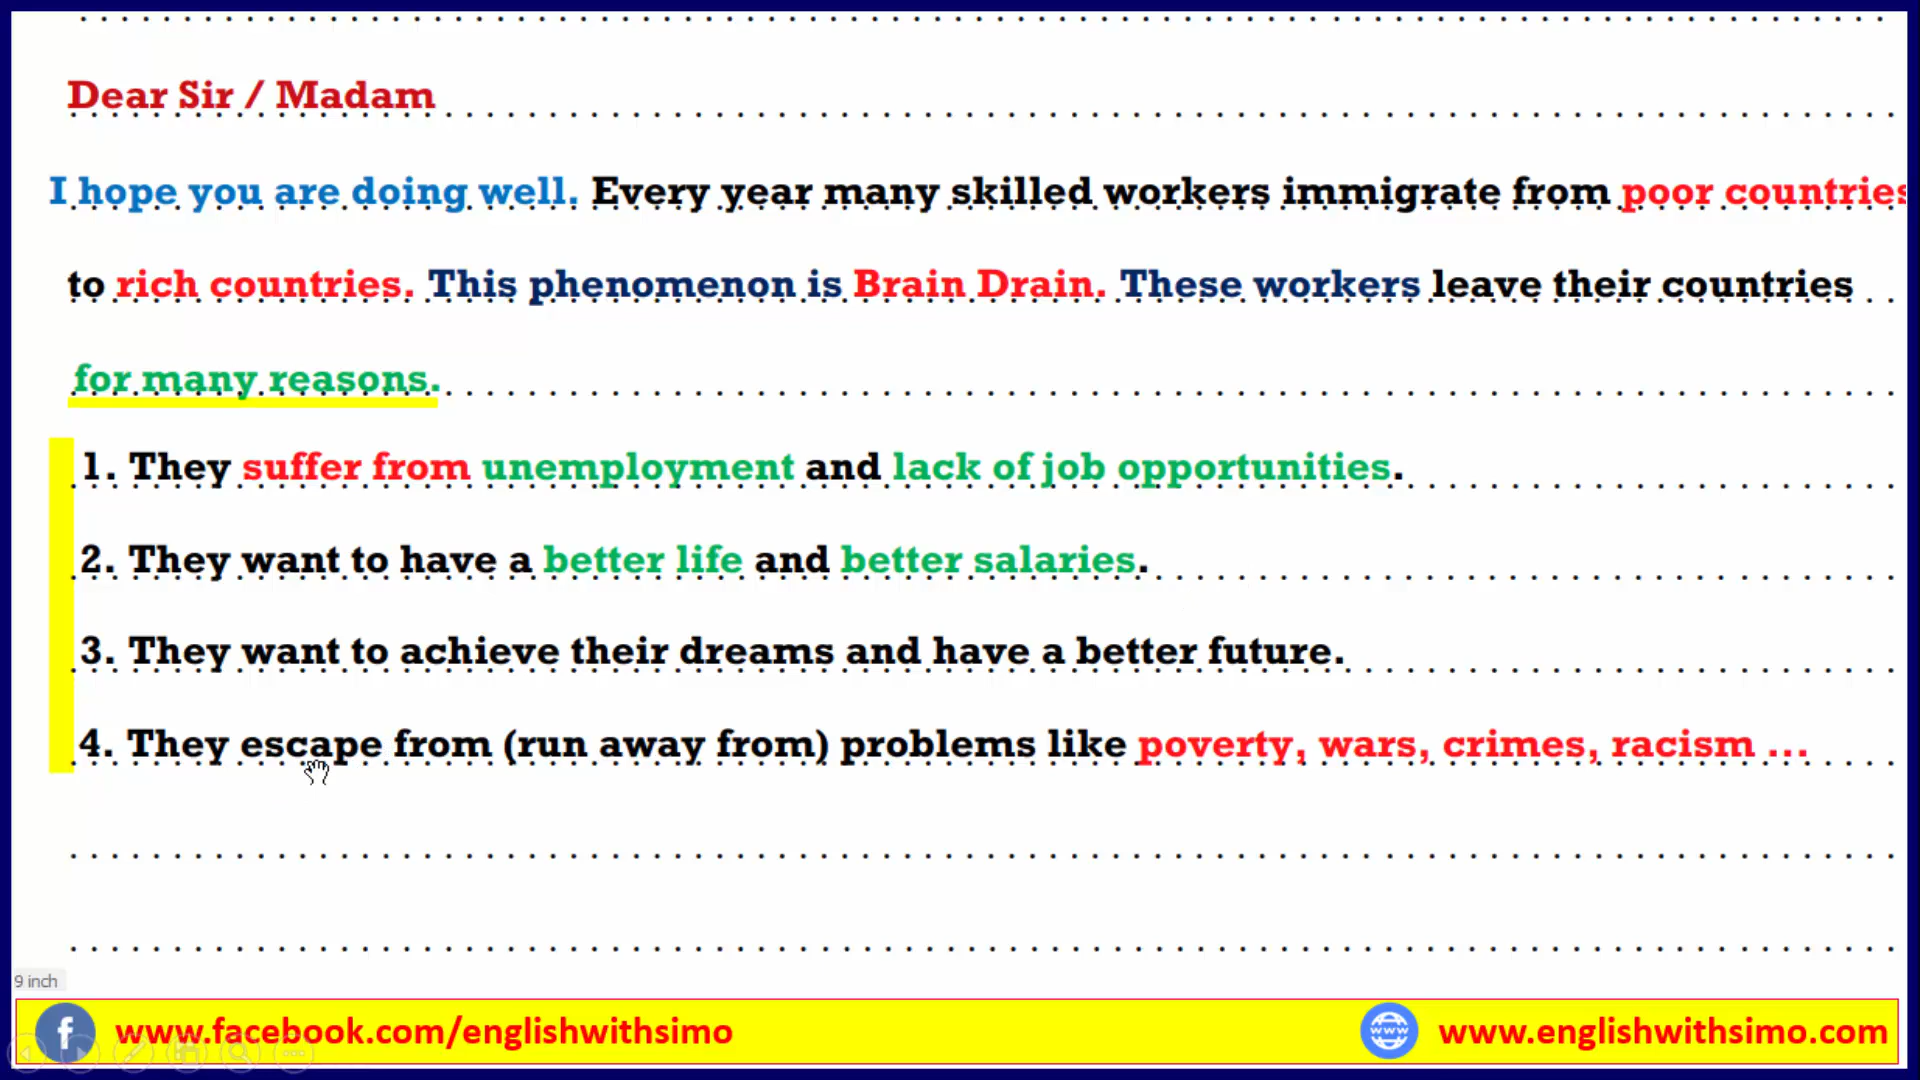 Dear Sir / Madam
I hope you are doing well. Every year many skilled workers immigrate from poor countries
to rich countries. This phenomenon is Brain Drain. These workers leave their countries
for many reasons.
1. They suffer from unemployment and lack of job opportunities.
2. They want to have a better life and better salaries.
3. They want to achieve their dreams and have a better future.
4. They escape from (run away from) problems like poverty, wars, crimes, racism ...
9 inch
f www.facebook.com/englishwithsimo
www www.englishwithsimo.com